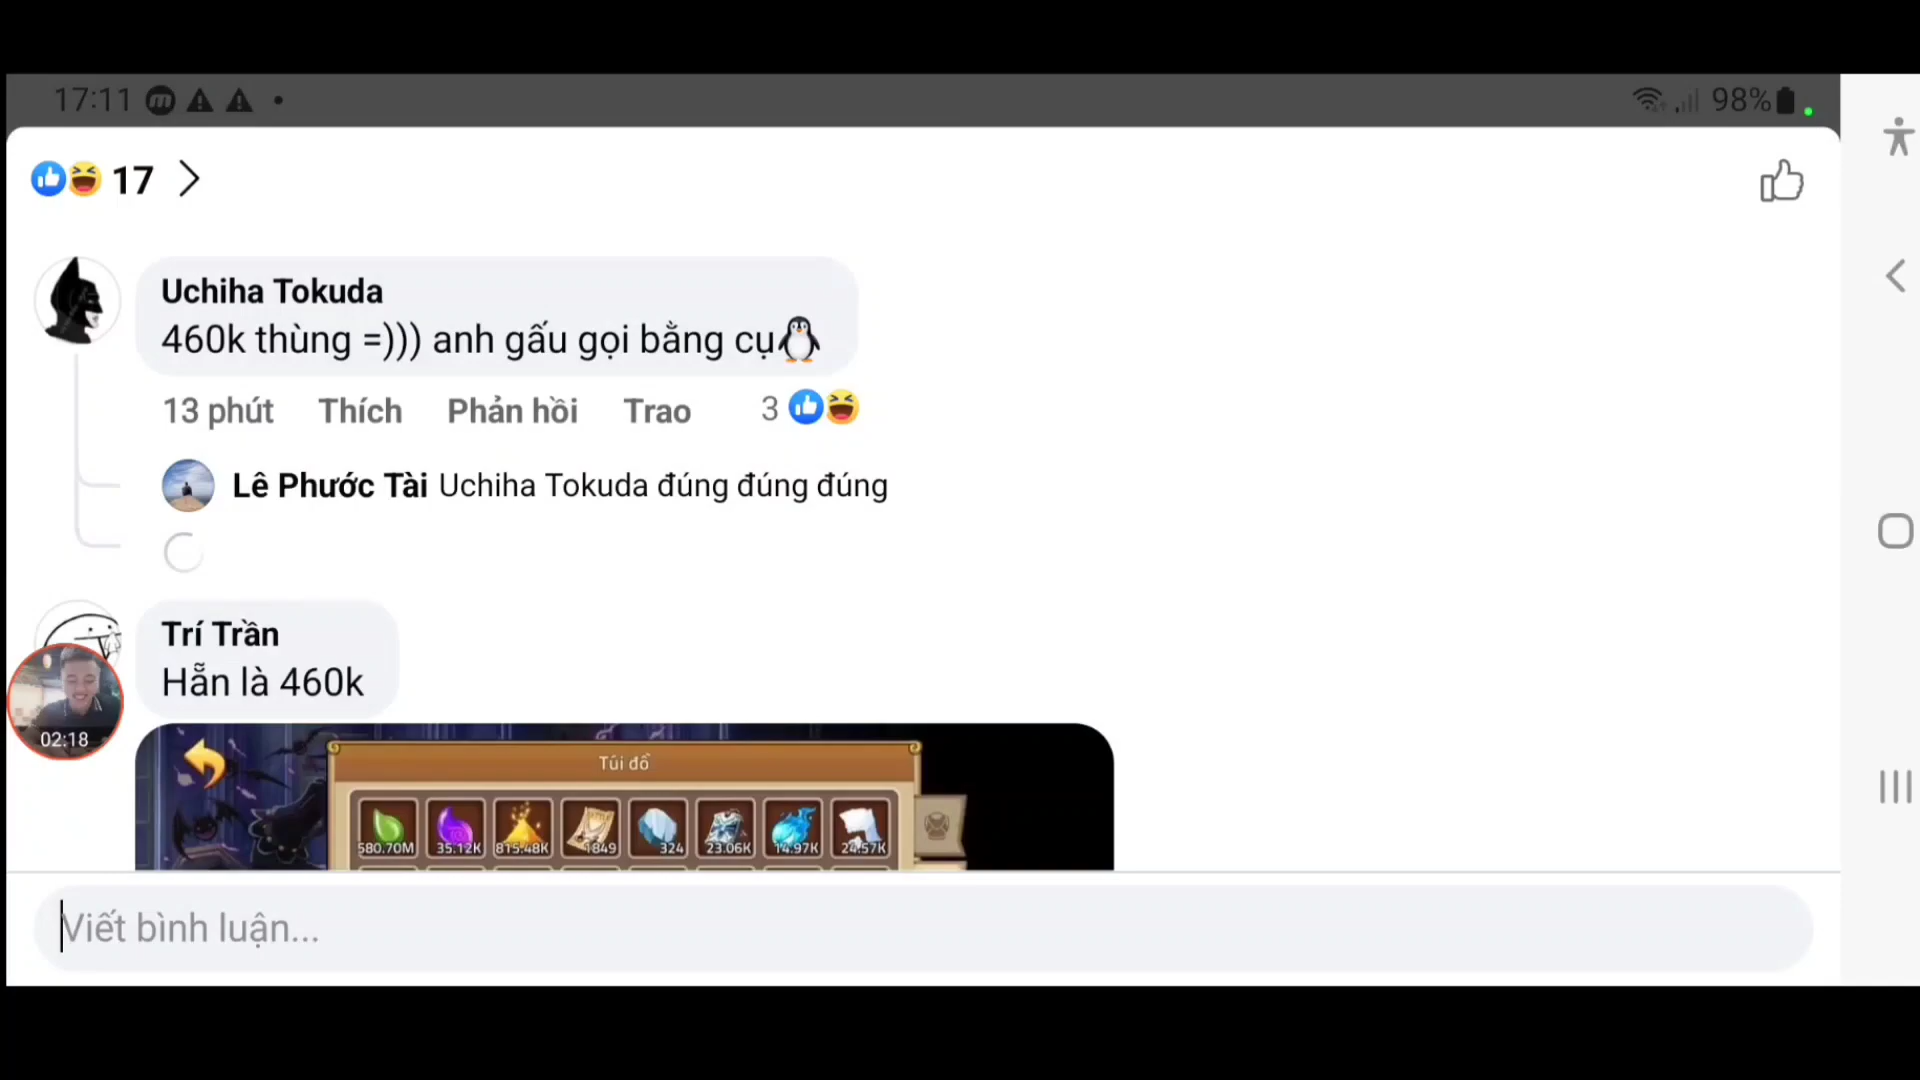 17:11
98%
17
Uchiha Tokuda
460k thùng =))) anh gấu gọi bằng cụ🐧
13 phút Thích Phản hồi Trao 3
Lê Phước Tài Uchiha Tokuda đúng đúng đúng
Trí Trần
Hẵn là 460k
02:18
Túi đồ
580.70M 35.12K 815.48K 1849 324 23.06K 14.97K 24.57K
Viết bình luận...